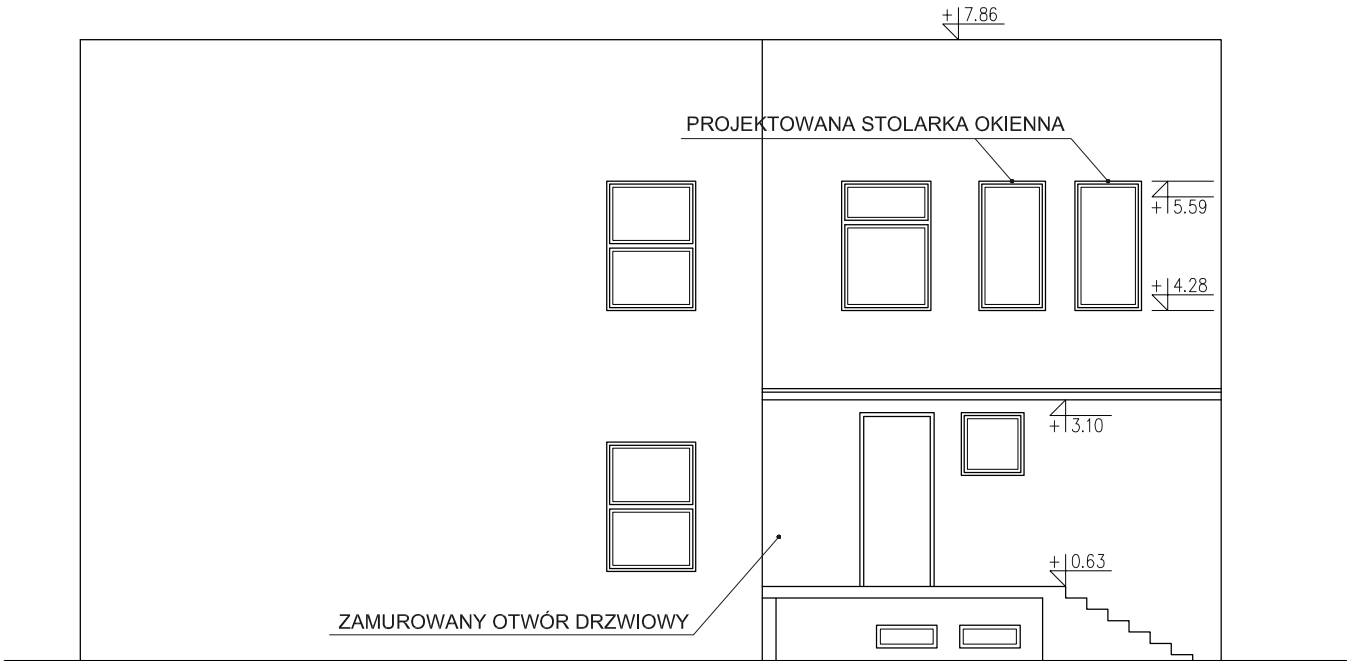 +7.86
PROJEKTOWANA STOLARKA OKIENNA
+5.59
+4.28
+3.10
+0.63
ZAMUROWANY OTWÓR DRZWIOWY